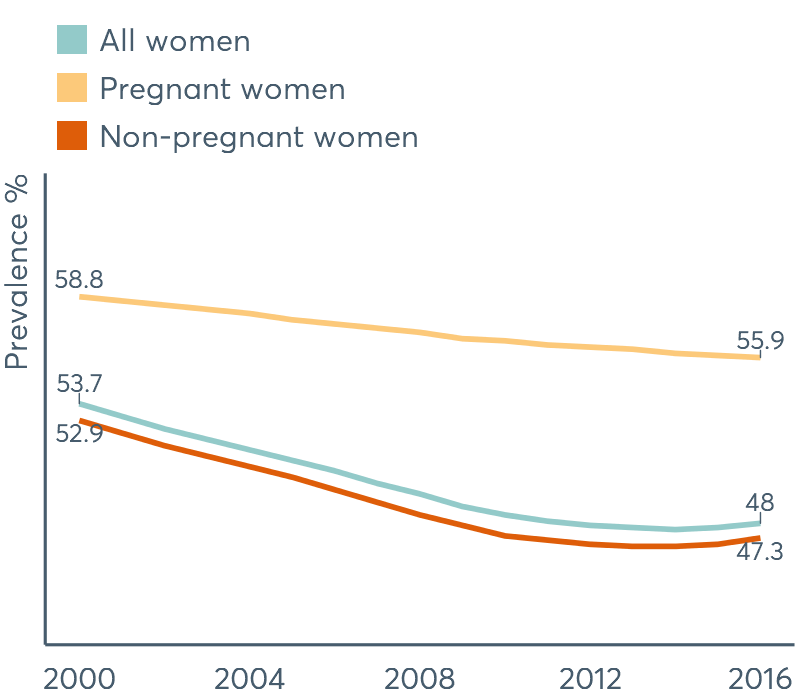 All women
Pregnant women
Non-pregnant women
Prevalence %
58.8
55.9
53.7
52.9
48
47.3
2000 2004 2008 2012 2016